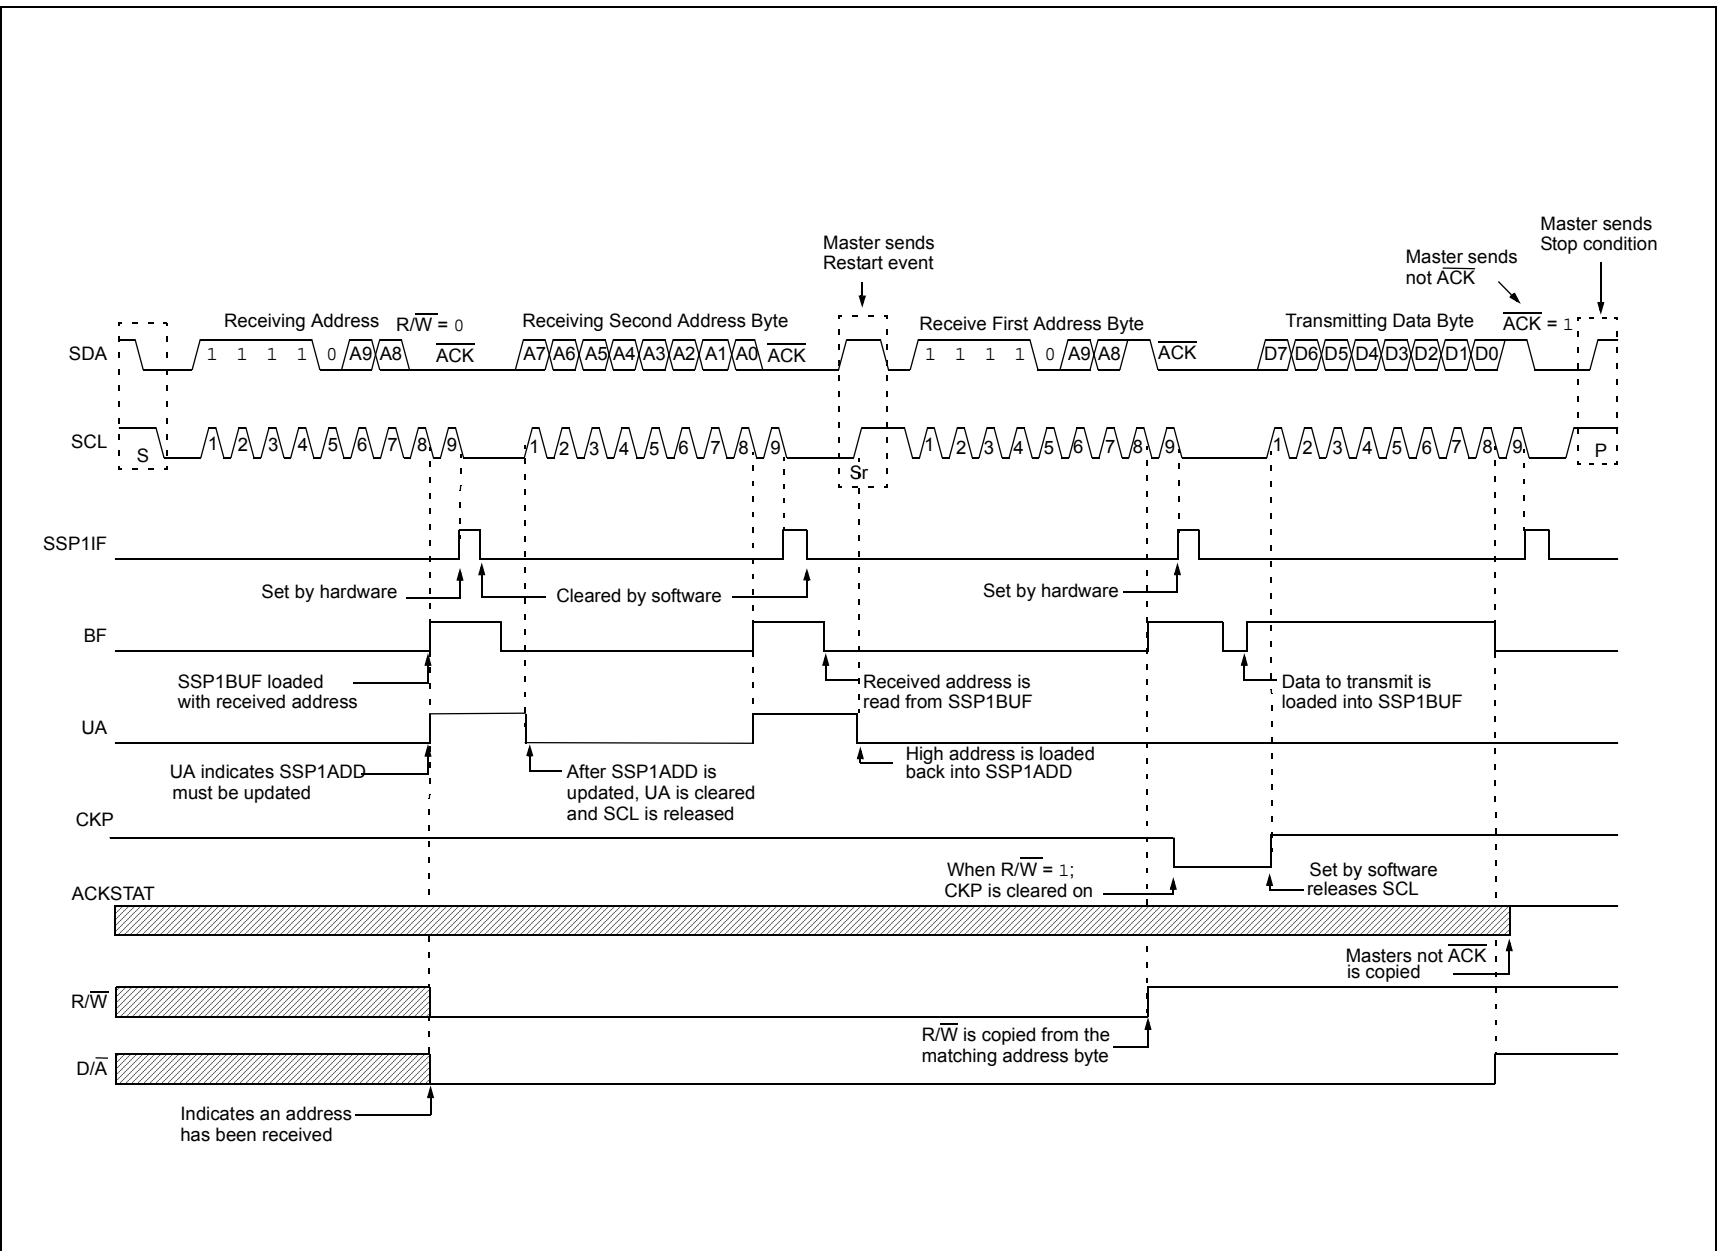 Master sends
Stop condition
Master sends
Restart event
Master sends
not A̅C̅K̅
Receiving Address R/W̅ = 0
Receiving Second Address Byte
Receive First Address Byte
Transmitting Data Byte
A̅C̅K̅ = 1
SDA
1 1 1 1 0 A9 A8 A̅C̅K̅
A7 A6 A5 A4 A3 A2 A1 A0 A̅C̅K̅
1 1 1 1 0 A9 A8 A̅C̅K̅
D7 D6 D5 D4 D3 D2 D1 D0
SCL
S
1 2 3 4 5 6 7 8 9
1 2 3 4 5 6 7 8 9
Sr
1 2 3 4 5 6 7 8 9
1 2 3 4 5 6 7 8 9
P
SSP1IF
Set by hardware
Cleared by software
Set by hardware
BF
SSP1BUF loaded
with received address
Received address is
read from SSP1BUF
Data to transmit is
loaded into SSP1BUF
UA
UA indicates SSP1ADD
must be updated
After SSP1ADD is
updated, UA is cleared
and SCL is released
High address is loaded
back into SSP1ADD
CKP
When R/W̅ = 1;
CKP is cleared on
Set by software
releases SCL
ACKSTAT
Masters not A̅C̅K̅
is copied
R/W̅
R/W̅ is copied from the
matching address byte
D/A̅
Indicates an address
has been received